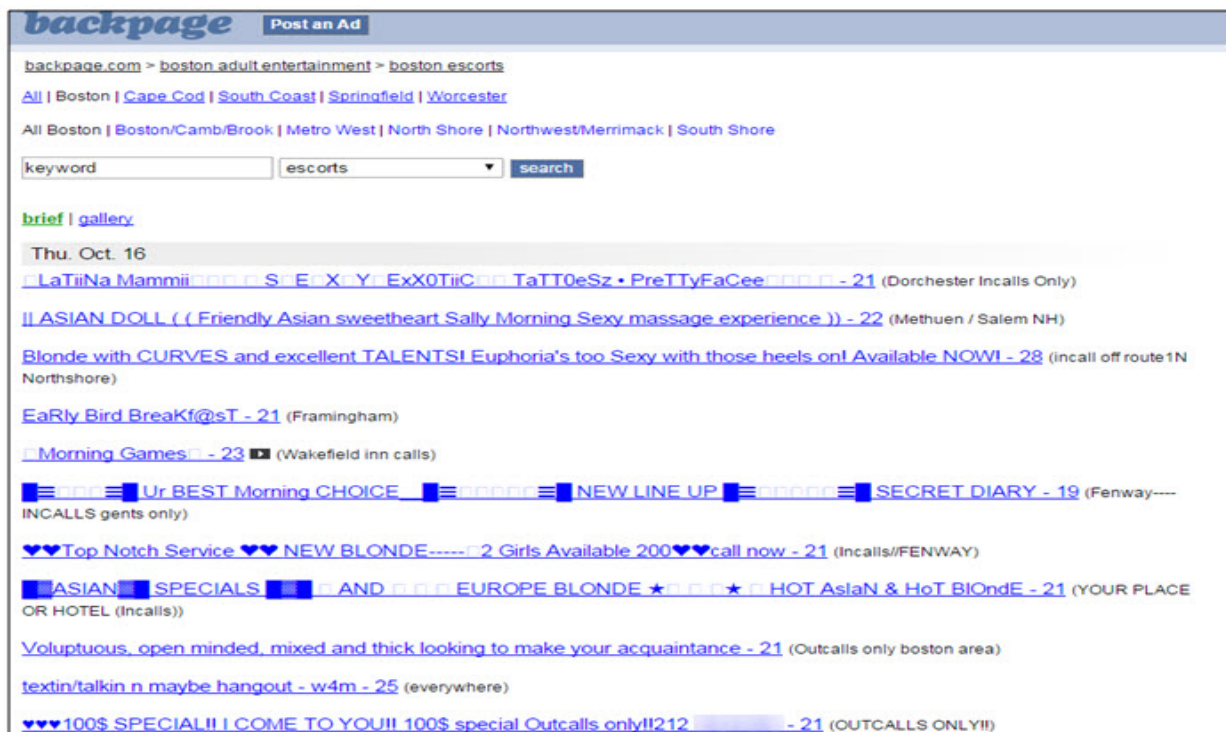 backpage Post an Ad
backpage.com > boston adult entertainment > boston escorts
All | Boston | Cape Cod | South Coast | Springfield | Worcester
All Boston | Boston/Camb/Brook | Metro West | North Shore | Northwest/Merrimack | South Shore
keyword escorts ▼ search
brief | gallery
Thu. Oct. 16
□LaTiiNa Mammii□□□ □ S□E□X□Y□ExX0TiiC□□ TaTT0eSz • PreTTyFaCee□□□ □ - 21 (Dorchester Incalls Only)
|| ASIAN DOLL ( ( Friendly Asian sweetheart Sally Morning Sexy massage experience )) - 22 (Methuen / Salem NH)
Blonde with CURVES and excellent TALENTS! Euphoria's too Sexy with those heels on! Available NOW! - 28 (incall off route1N
Northshore)
EaRly Bird BreaKf@sT - 21 (Framingham)
□Morning Games□ - 23 (Wakefield inn calls)
█≡□□□≡█ Ur BEST Morning CHOICE__█≡□□□□□≡█ NEW LINE UP █≡□□□□□≡█ SECRET DIARY - 19 (Fenway----
INCALLS gents only)
♥♥Top Notch Service ♥♥ NEW BLONDE-----□2 Girls Available 200♥♥call now - 21 (Incalls//FENWAY)
█▓ASIAN▓█ SPECIALS █▓█ □ AND □ □ □ EUROPE BLONDE ★□ □ □★ □ HOT AsIaN & HoT BlOndE - 21 (YOUR PLACE
OR HOTEL (Incalls))
Voluptuous, open minded, mixed and thick looking to make your acquaintance - 21 (Outcalls only boston area)
textin/talkin n maybe hangout - w4m - 25 (everywhere)
♥♥♥100$ SPECIAL!! I COME TO YOU!! 100$ special Outcalls only!!212 - 21 (OUTCALLS ONLY!!)